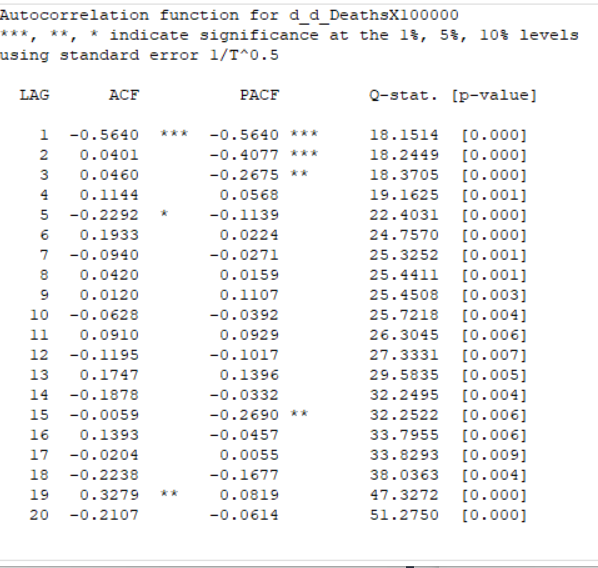 Autocorrelation function for d_d_DeathsX100000
***, **, * indicate significance at the 1%, 5%, 10% levels
using standard error 1/T^0.5
LAG ACF PACF Q-stat. [p-value]
1 -0.5640 *** -0.5640 *** 18.1514 [0.000]
2 0.0401 -0.4077 *** 18.2449 [0.000]
3 0.0460 -0.2675 ** 18.3705 [0.000]
4 0.1144 0.0568 19.1625 [0.001]
5 -0.2292 * -0.1139 22.4031 [0.000]
6 0.1933 0.0224 24.7570 [0.000]
7 -0.0940 -0.0271 25.3252 [0.001]
8 0.0420 0.0159 25.4411 [0.001]
9 0.0120 0.1107 25.4508 [0.003]
10 -0.0628 -0.0392 25.7218 [0.004]
11 0.0910 0.0929 26.3045 [0.006]
12 -0.1195 -0.1017 27.3331 [0.007]
13 0.1747 0.1396 29.5835 [0.005]
14 -0.1878 -0.0332 32.2495 [0.004]
15 -0.0059 -0.2690 ** 32.2522 [0.006]
16 0.1393 -0.0457 33.7955 [0.006]
17 -0.0204 0.0055 33.8293 [0.009]
18 -0.2238 -0.1677 38.0363 [0.004]
19 0.3279 ** 0.0819 47.3272 [0.000]
20 -0.2107 -0.0614 51.2750 [0.000]